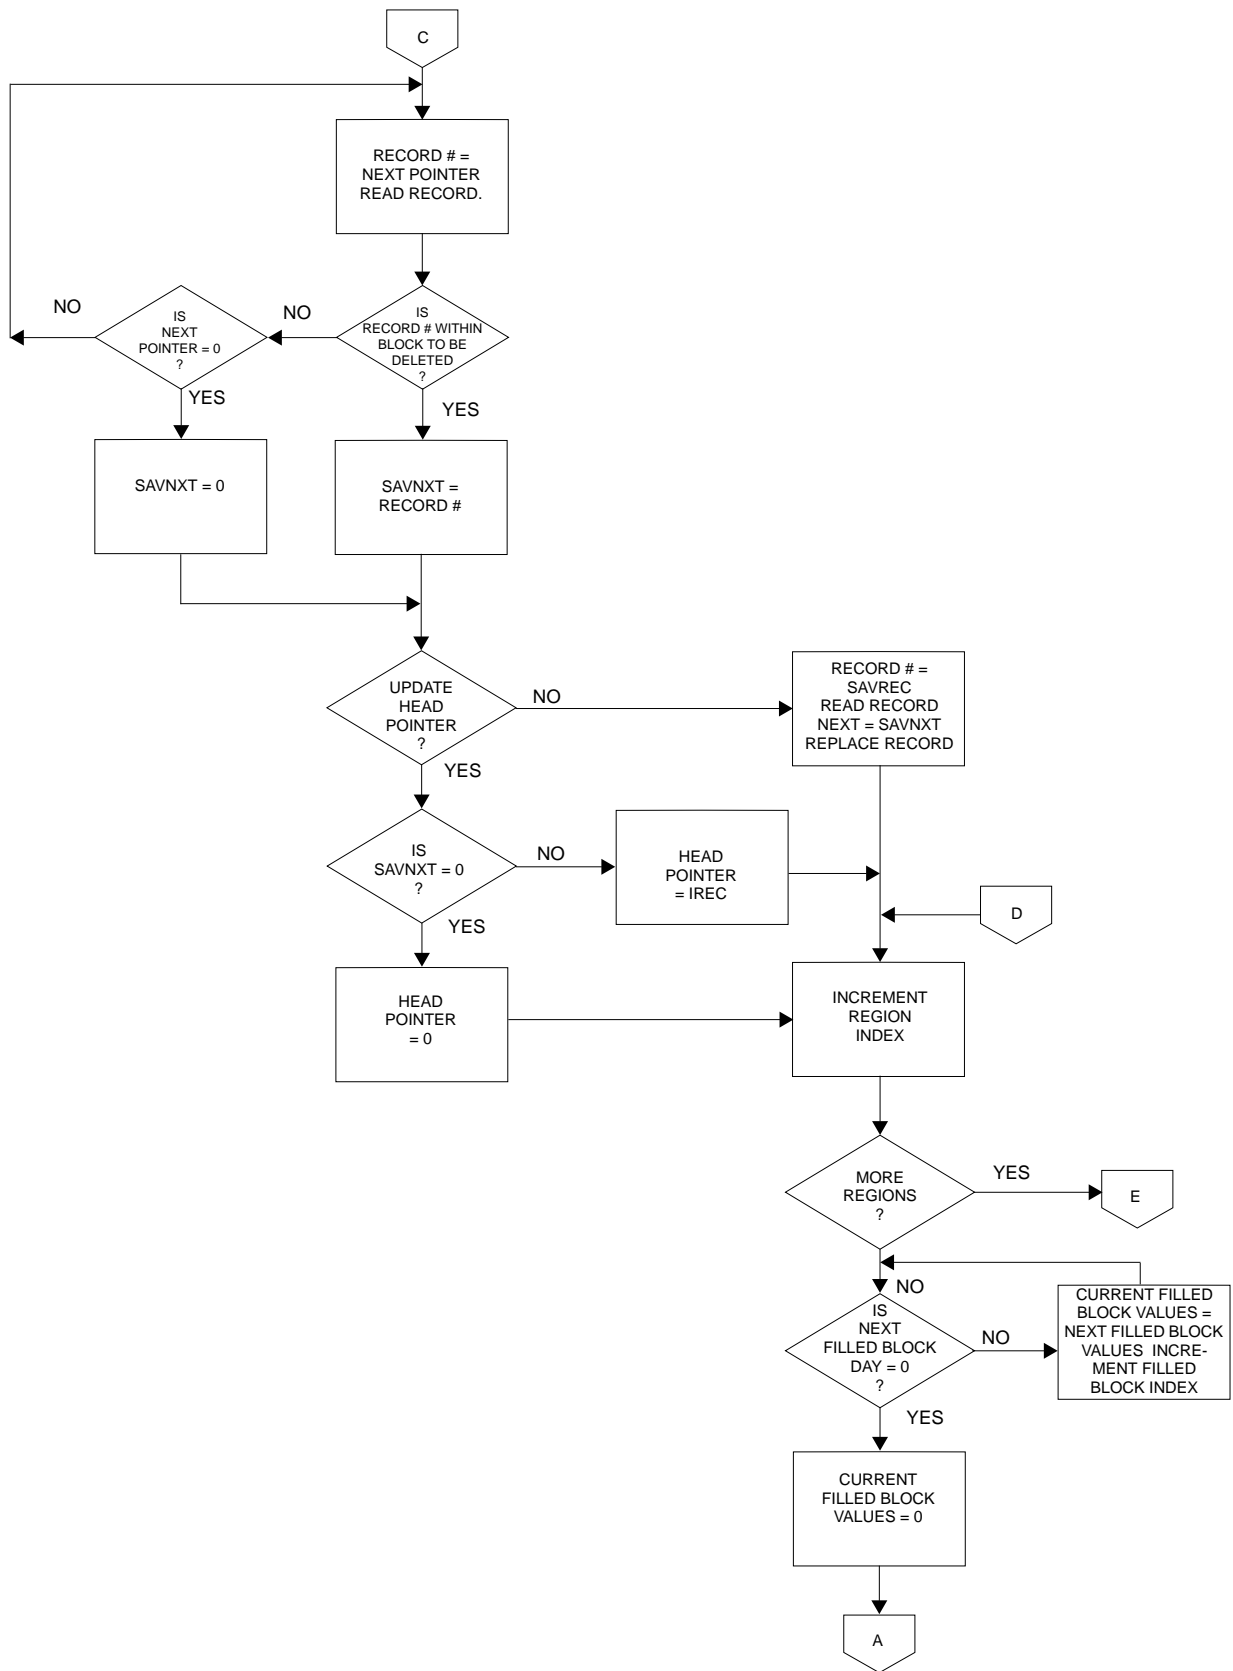 C
RECORD # =
NEXT POINTER
READ RECORD.
NO
IS
NEXT
POINTER = 0
?
NO
IS
RECORD # WITHIN
BLOCK TO BE
DELETED
?
YES
YES
SAVNXT = 0
SAVNXT =
RECORD #
UPDATE
HEAD
POINTER
?
NO
RECORD # =
SAVREC
READ RECORD
NEXT = SAVNXT
REPLACE RECORD
YES
IS
SAVNXT = 0
?
NO
HEAD
POINTER
= IREC
D
YES
HEAD
POINTER
= 0
INCREMENT
REGION
INDEX
MORE
REGIONS
?
YES
E
NO
IS
NEXT
FILLED BLOCK
DAY = 0
?
NO
CURRENT FILLED
BLOCK VALUES =
NEXT FILLED BLOCK
VALUES INCRE-
MENT FILLED
BLOCK INDEX
YES
CURRENT
FILLED BLOCK
VALUES = 0
A